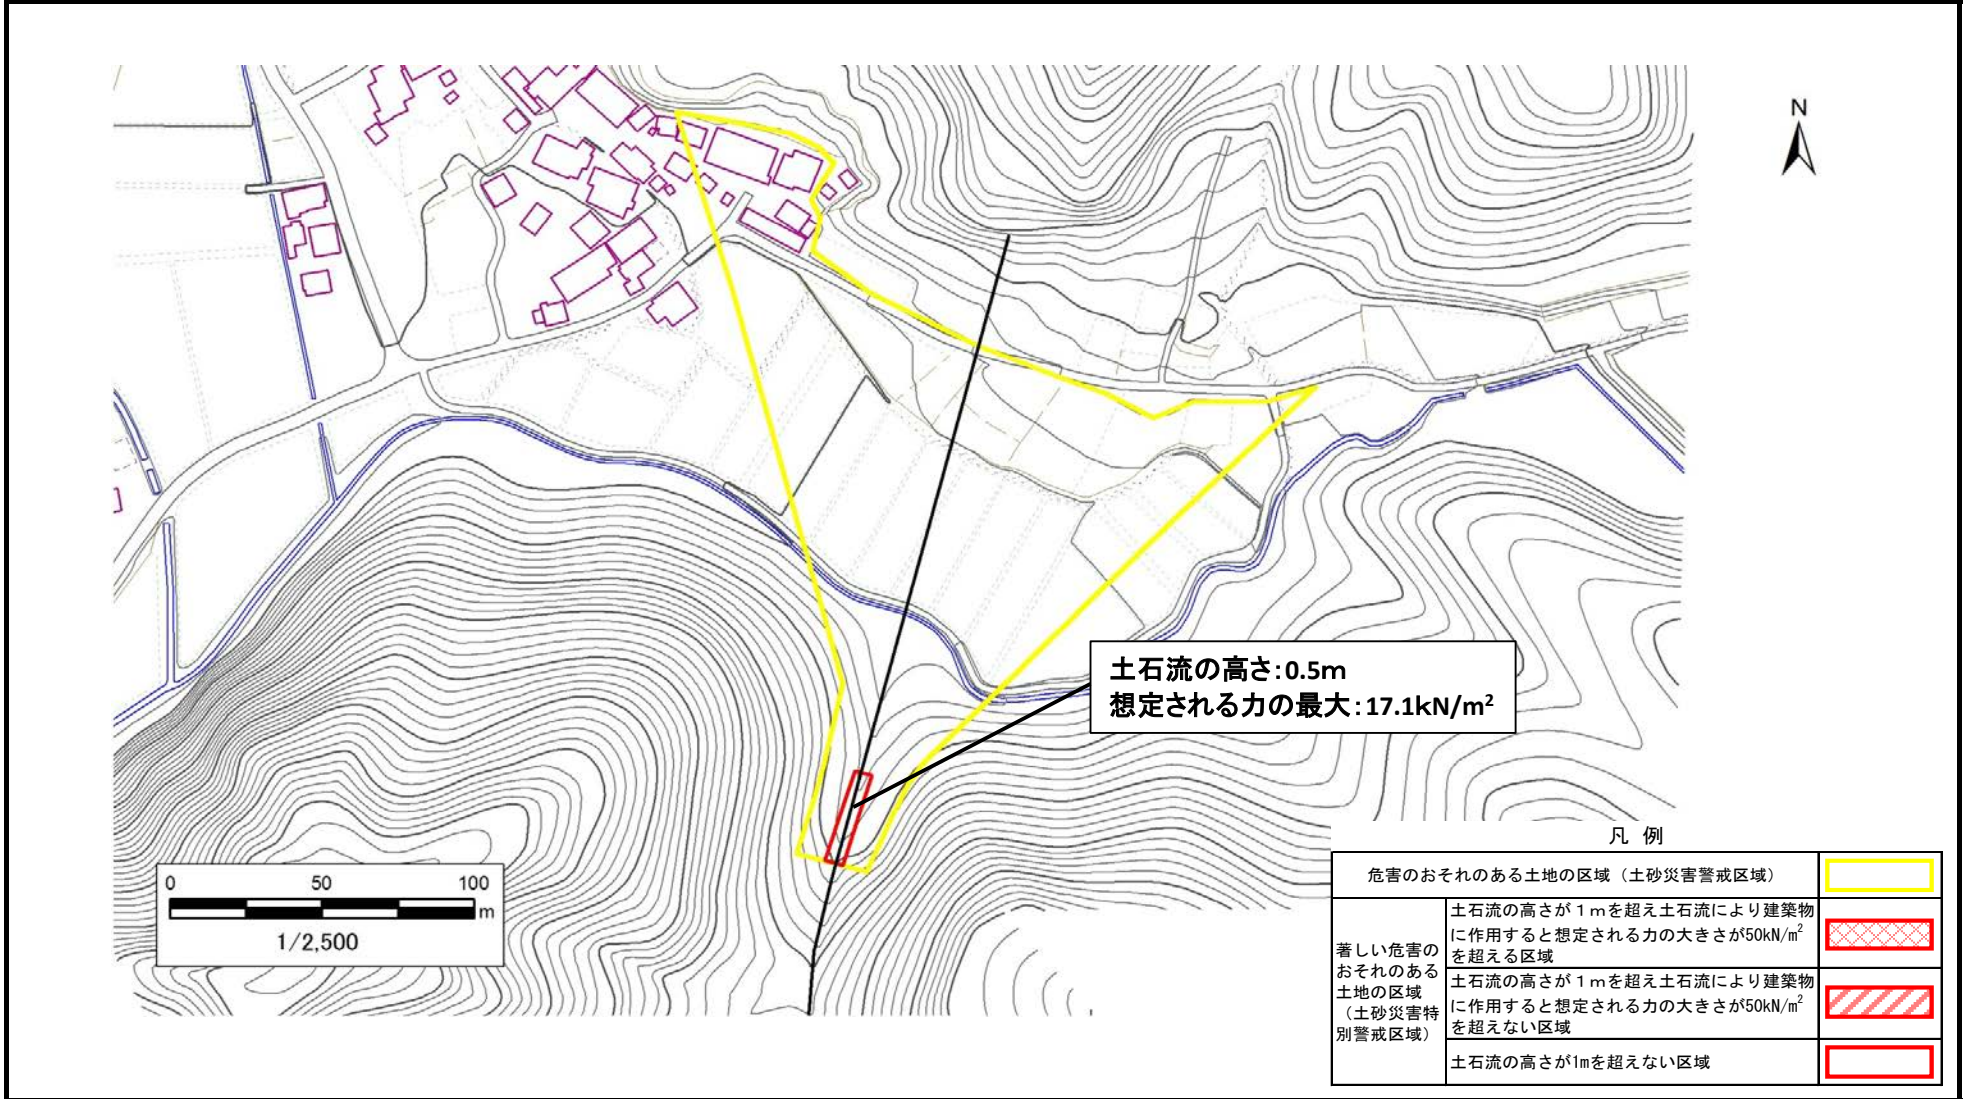 N
土石流の高さ：0.5m
想定される力の最大：17.1kN/m²
0 50 100
m
1/2,500
凡 例
危害のおそれのある土地の区域（土砂災害警戒区域）
著しい危害の
おそれのある
土地の区域
（土砂災害特
別警戒区域）
土石流の高さが１ｍを超え土石流により建築物
に作用すると想定される力の大きさが50kN/m²
を超える区域
土石流の高さが１ｍを超え土石流により建築物
に作用すると想定される力の大きさが50kN/m²
を超えない区域
土石流の高さが1mを超えない区域